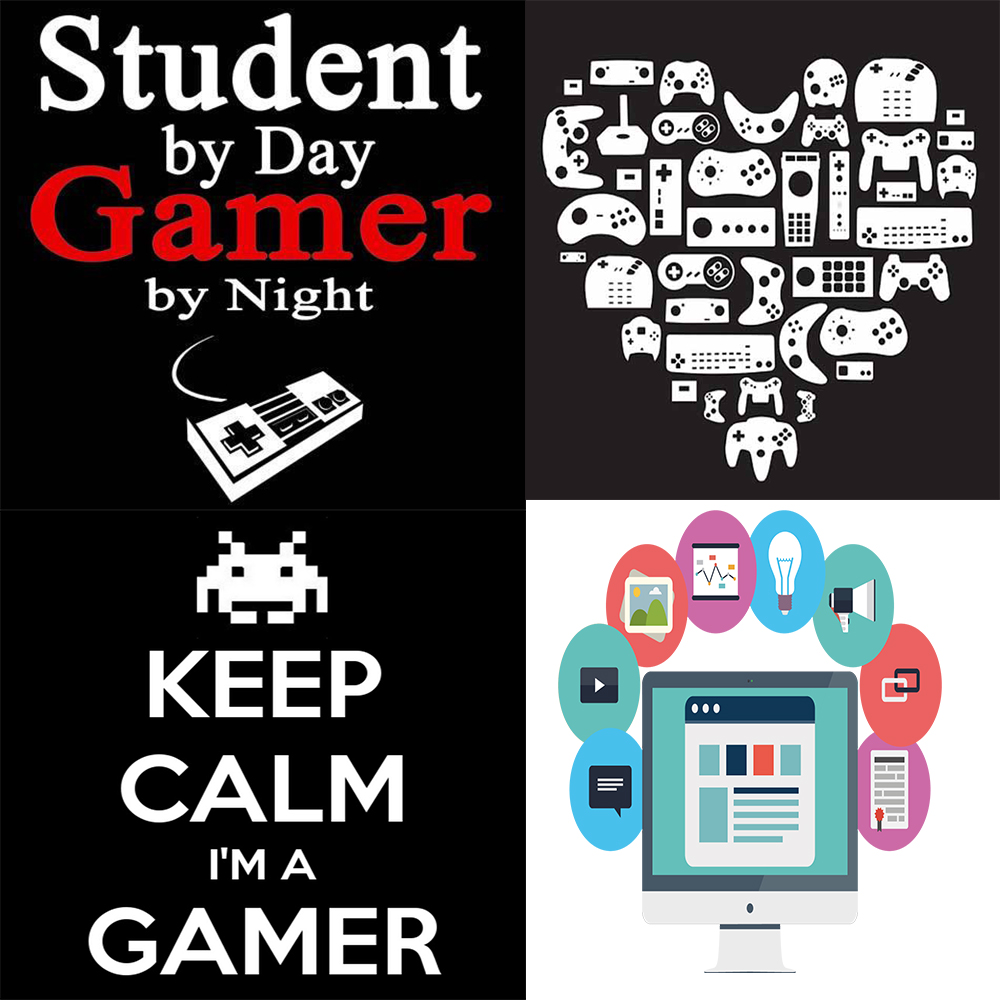 Student
by Day
Gamer
by Night
KEEP
CALM
I'M A
GAMER